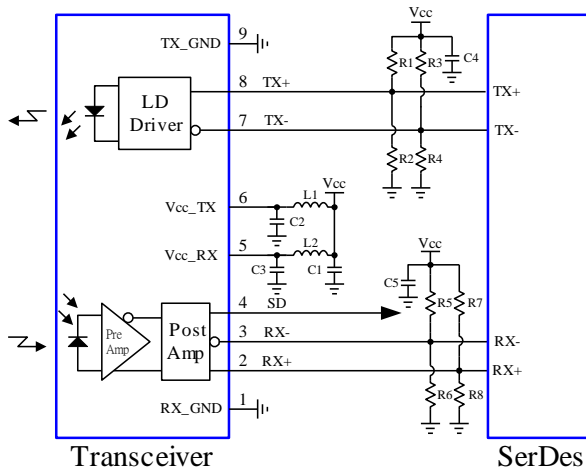 Vcc
9
TX_GND
R1 R3 C4
8 TX+
TX+
LD
Driver
7 TX-
TX-
R2 R4
Vcc
6 L1
Vcc_TX
C2
5 L2
Vcc_RX
C3 C1
Vcc
C5
R5 R7
4 SD
Pre
Amp
Post
Amp
3 RX-
RX-
2 RX+
RX+
R6 R8
1
RX_GND
Transceiver
SerDes